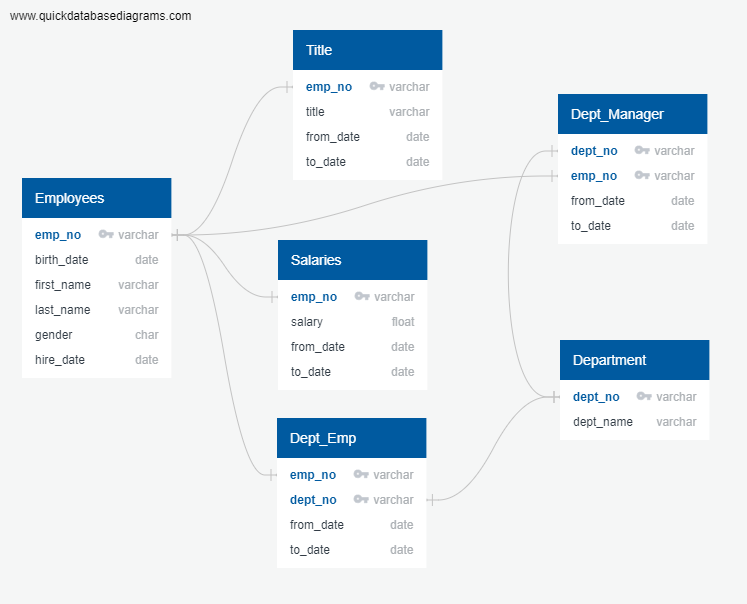 www.quickdatabasediagrams.com
Title
emp_no varchar
title varchar
from_date date
to_date date
Dept_Manager
dept_no varchar
emp_no varchar
from_date date
to_date date
Employees
emp_no varchar
birth_date date
first_name varchar
last_name varchar
gender char
hire_date date
Salaries
emp_no varchar
salary float
from_date date
to_date date
Department
dept_no varchar
dept_name varchar
Dept_Emp
emp_no varchar
dept_no varchar
from_date date
to_date date